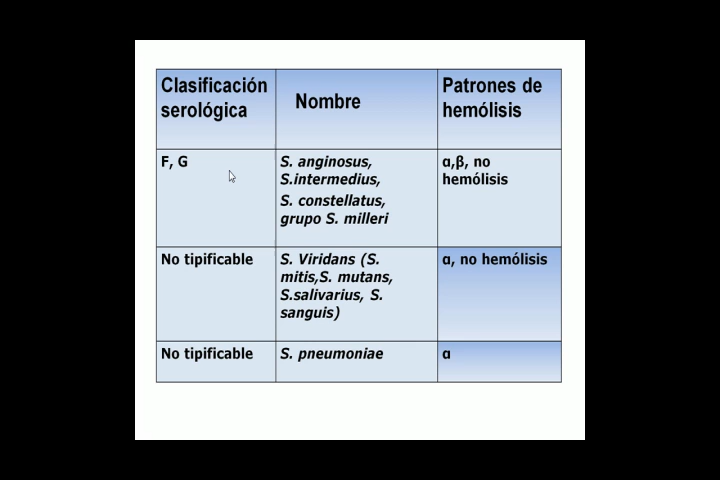 Clasificación
serológica
Nombre
Patrones de
hemólisis
F, G
S. anginosus,
S.intermedius,
S. constellatus,
grupo S. milleri
α,β, no
hemólisis
No tipificable
S. Viridans (S.
mitis,S. mutans,
S.salivarius, S.
sanguis)
α, no hemólisis
No tipificable
S. pneumoniae
α